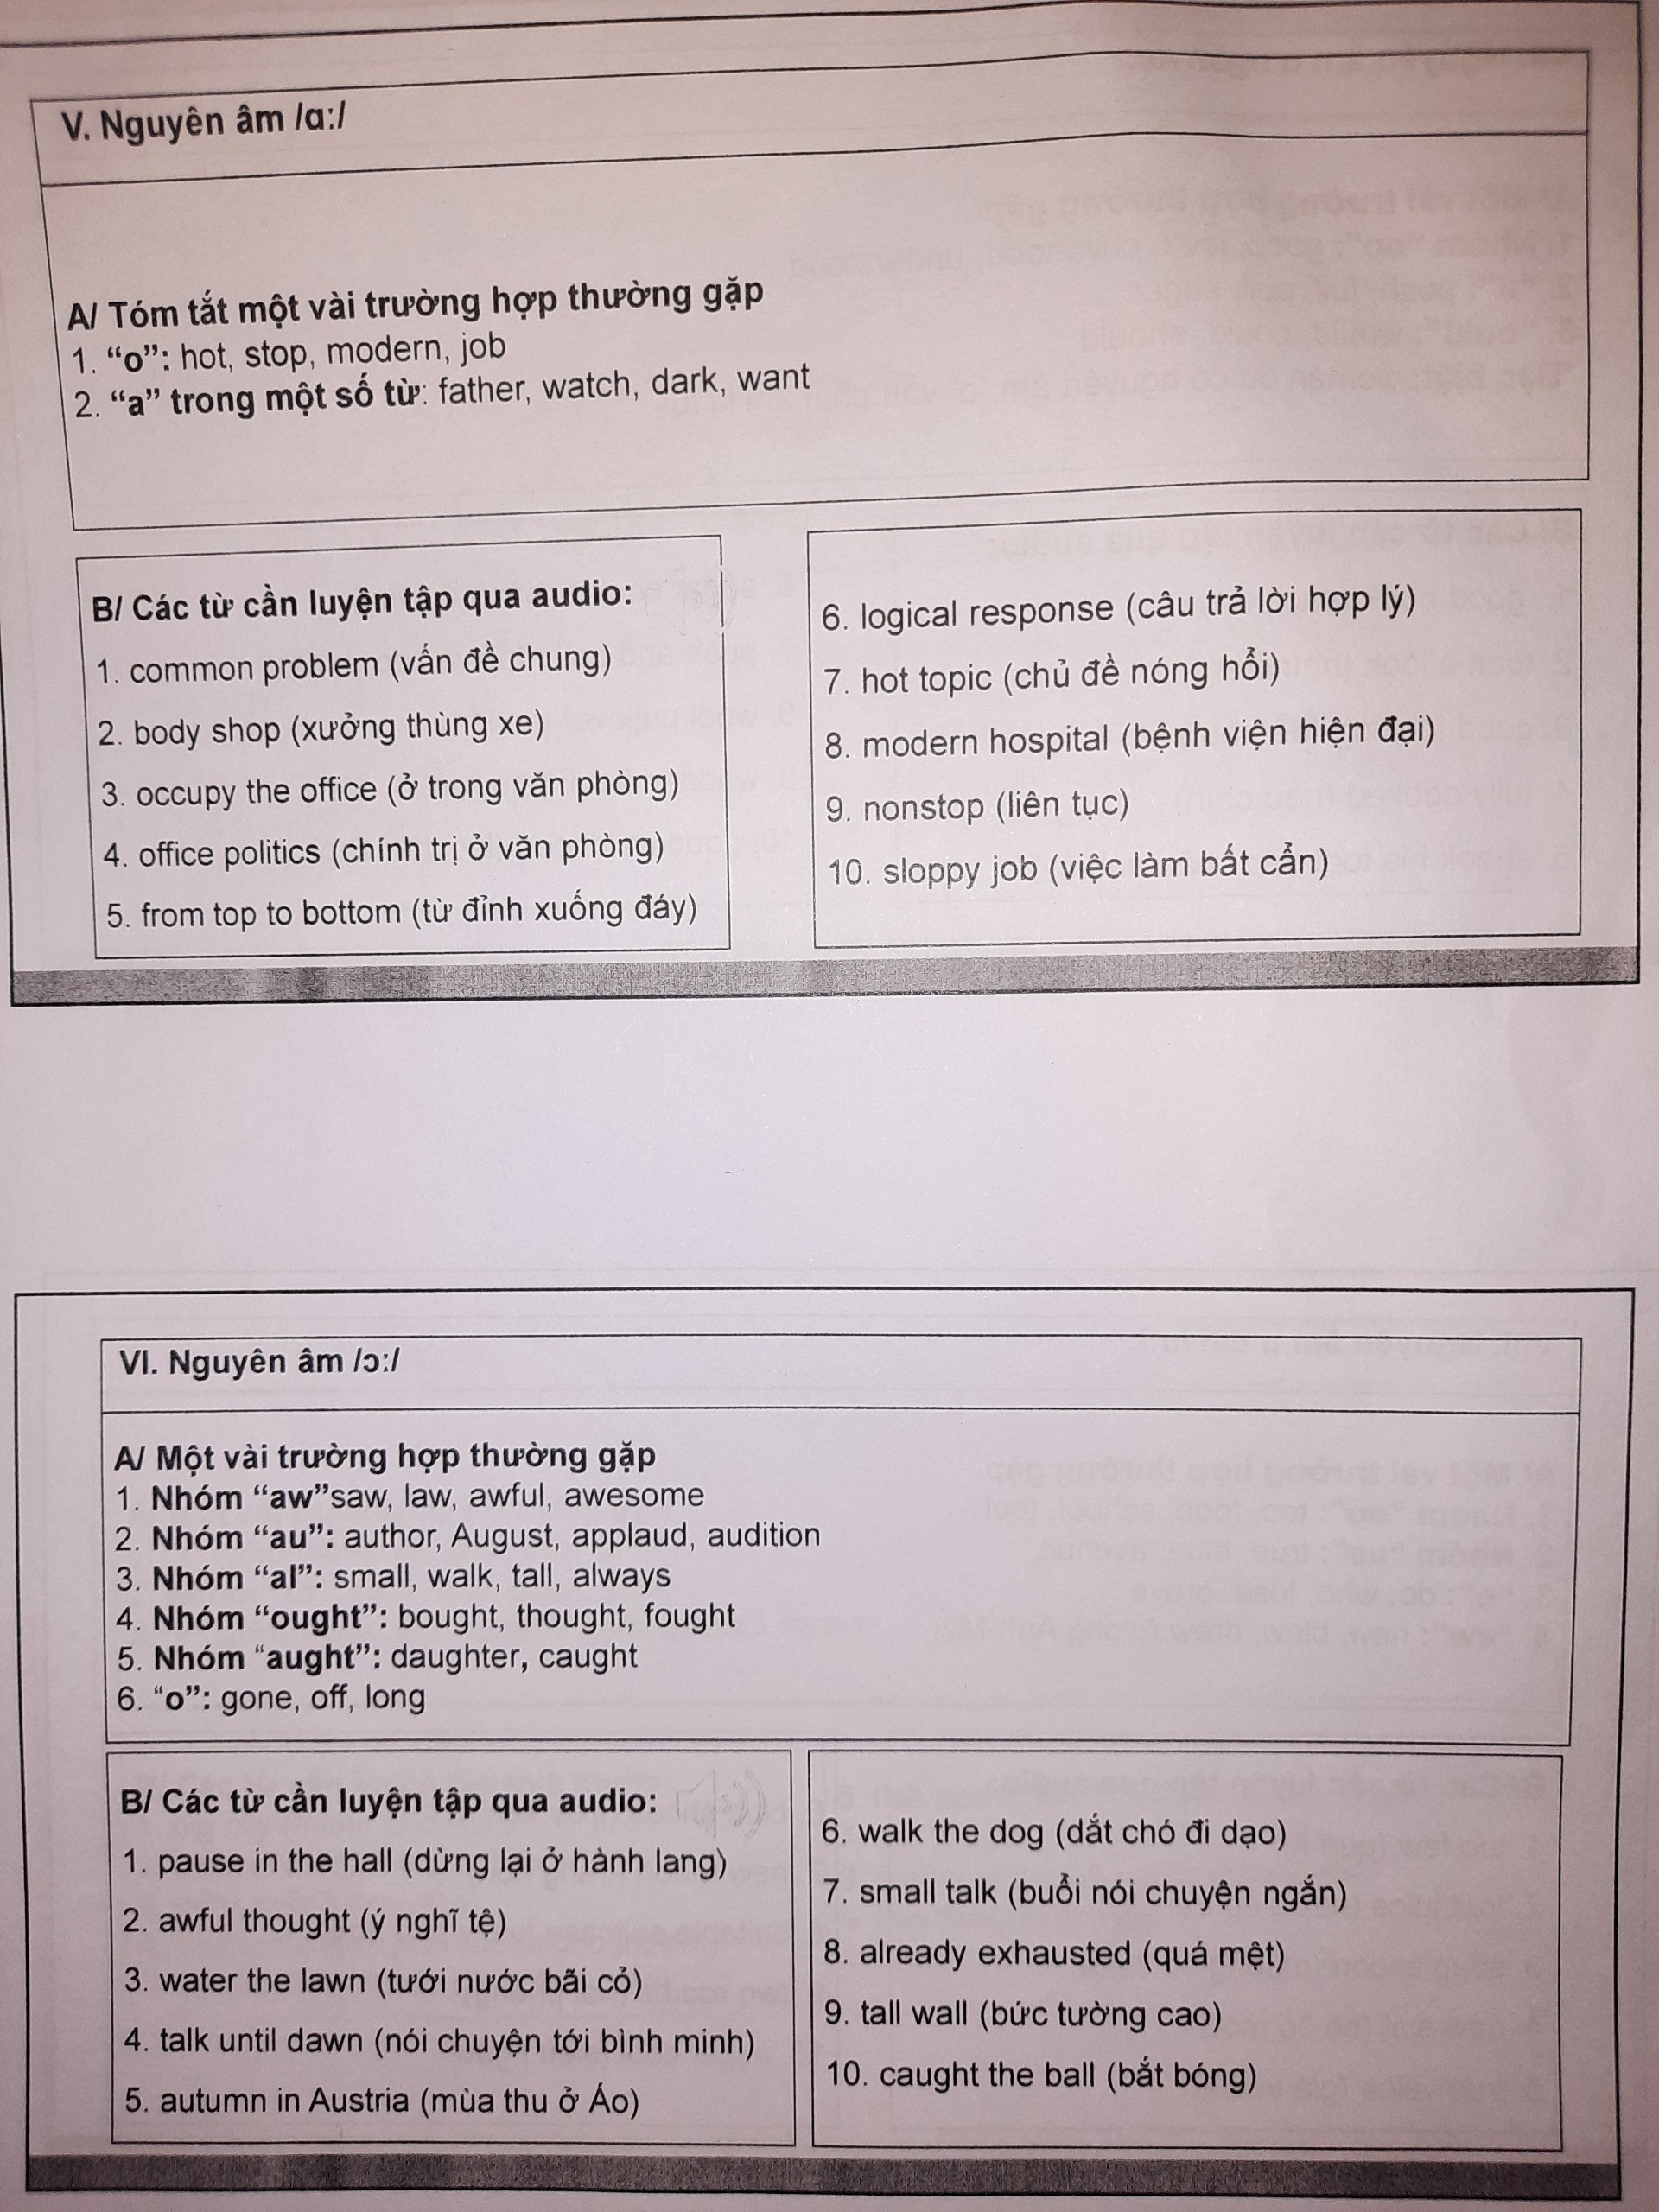 V. Nguyên âm /ɑ:/
A/ Tóm tắt một vài trường hợp thường gặp
1. “o”: hot, stop, modern, job
2. “a” trong một số từ: father, watch, dark, want
B/ Các từ cần luyện tập qua audio:
1. common problem (vấn đề chung)
2. body shop (xưởng thùng xe)
3. occupy the office (ở trong văn phòng)
4. office politics (chính trị ở văn phòng)
5. from top to bottom (từ đỉnh xuống đáy)
6. logical response (câu trả lời hợp lý)
7. hot topic (chủ đề nóng hổi)
8. modern hospital (bệnh viện hiện đại)
9. nonstop (liên tục)
10. sloppy job (việc làm bất cẩn)
VI. Nguyên âm /ɔ:/
A/ Một vài trường hợp thường gặp
1. Nhóm “aw”saw, law, awful, awesome
2. Nhóm “au”: author, August, applaud, audition
3. Nhóm “al”: small, walk, tall, always
4. Nhóm “ought”: bought, thought, fought
5. Nhóm “aught”: daughter, caught
6. “o”: gone, off, long
B/ Các từ cần luyện tập qua audio:
1. pause in the hall (dừng lại ở hành lang)
2. awful thought (ý nghĩ tệ)
3. water the lawn (tưới nước bãi cỏ)
4. talk until dawn (nói chuyện tới bình minh)
5. autumn in Austria (mùa thu ở Áo)
6. walk the dog (dắt chó đi dạo)
7. small talk (buổi nói chuyện ngắn)
8. already exhausted (quá mệt)
9. tall wall (bức tường cao)
10. caught the ball (bắt bóng)